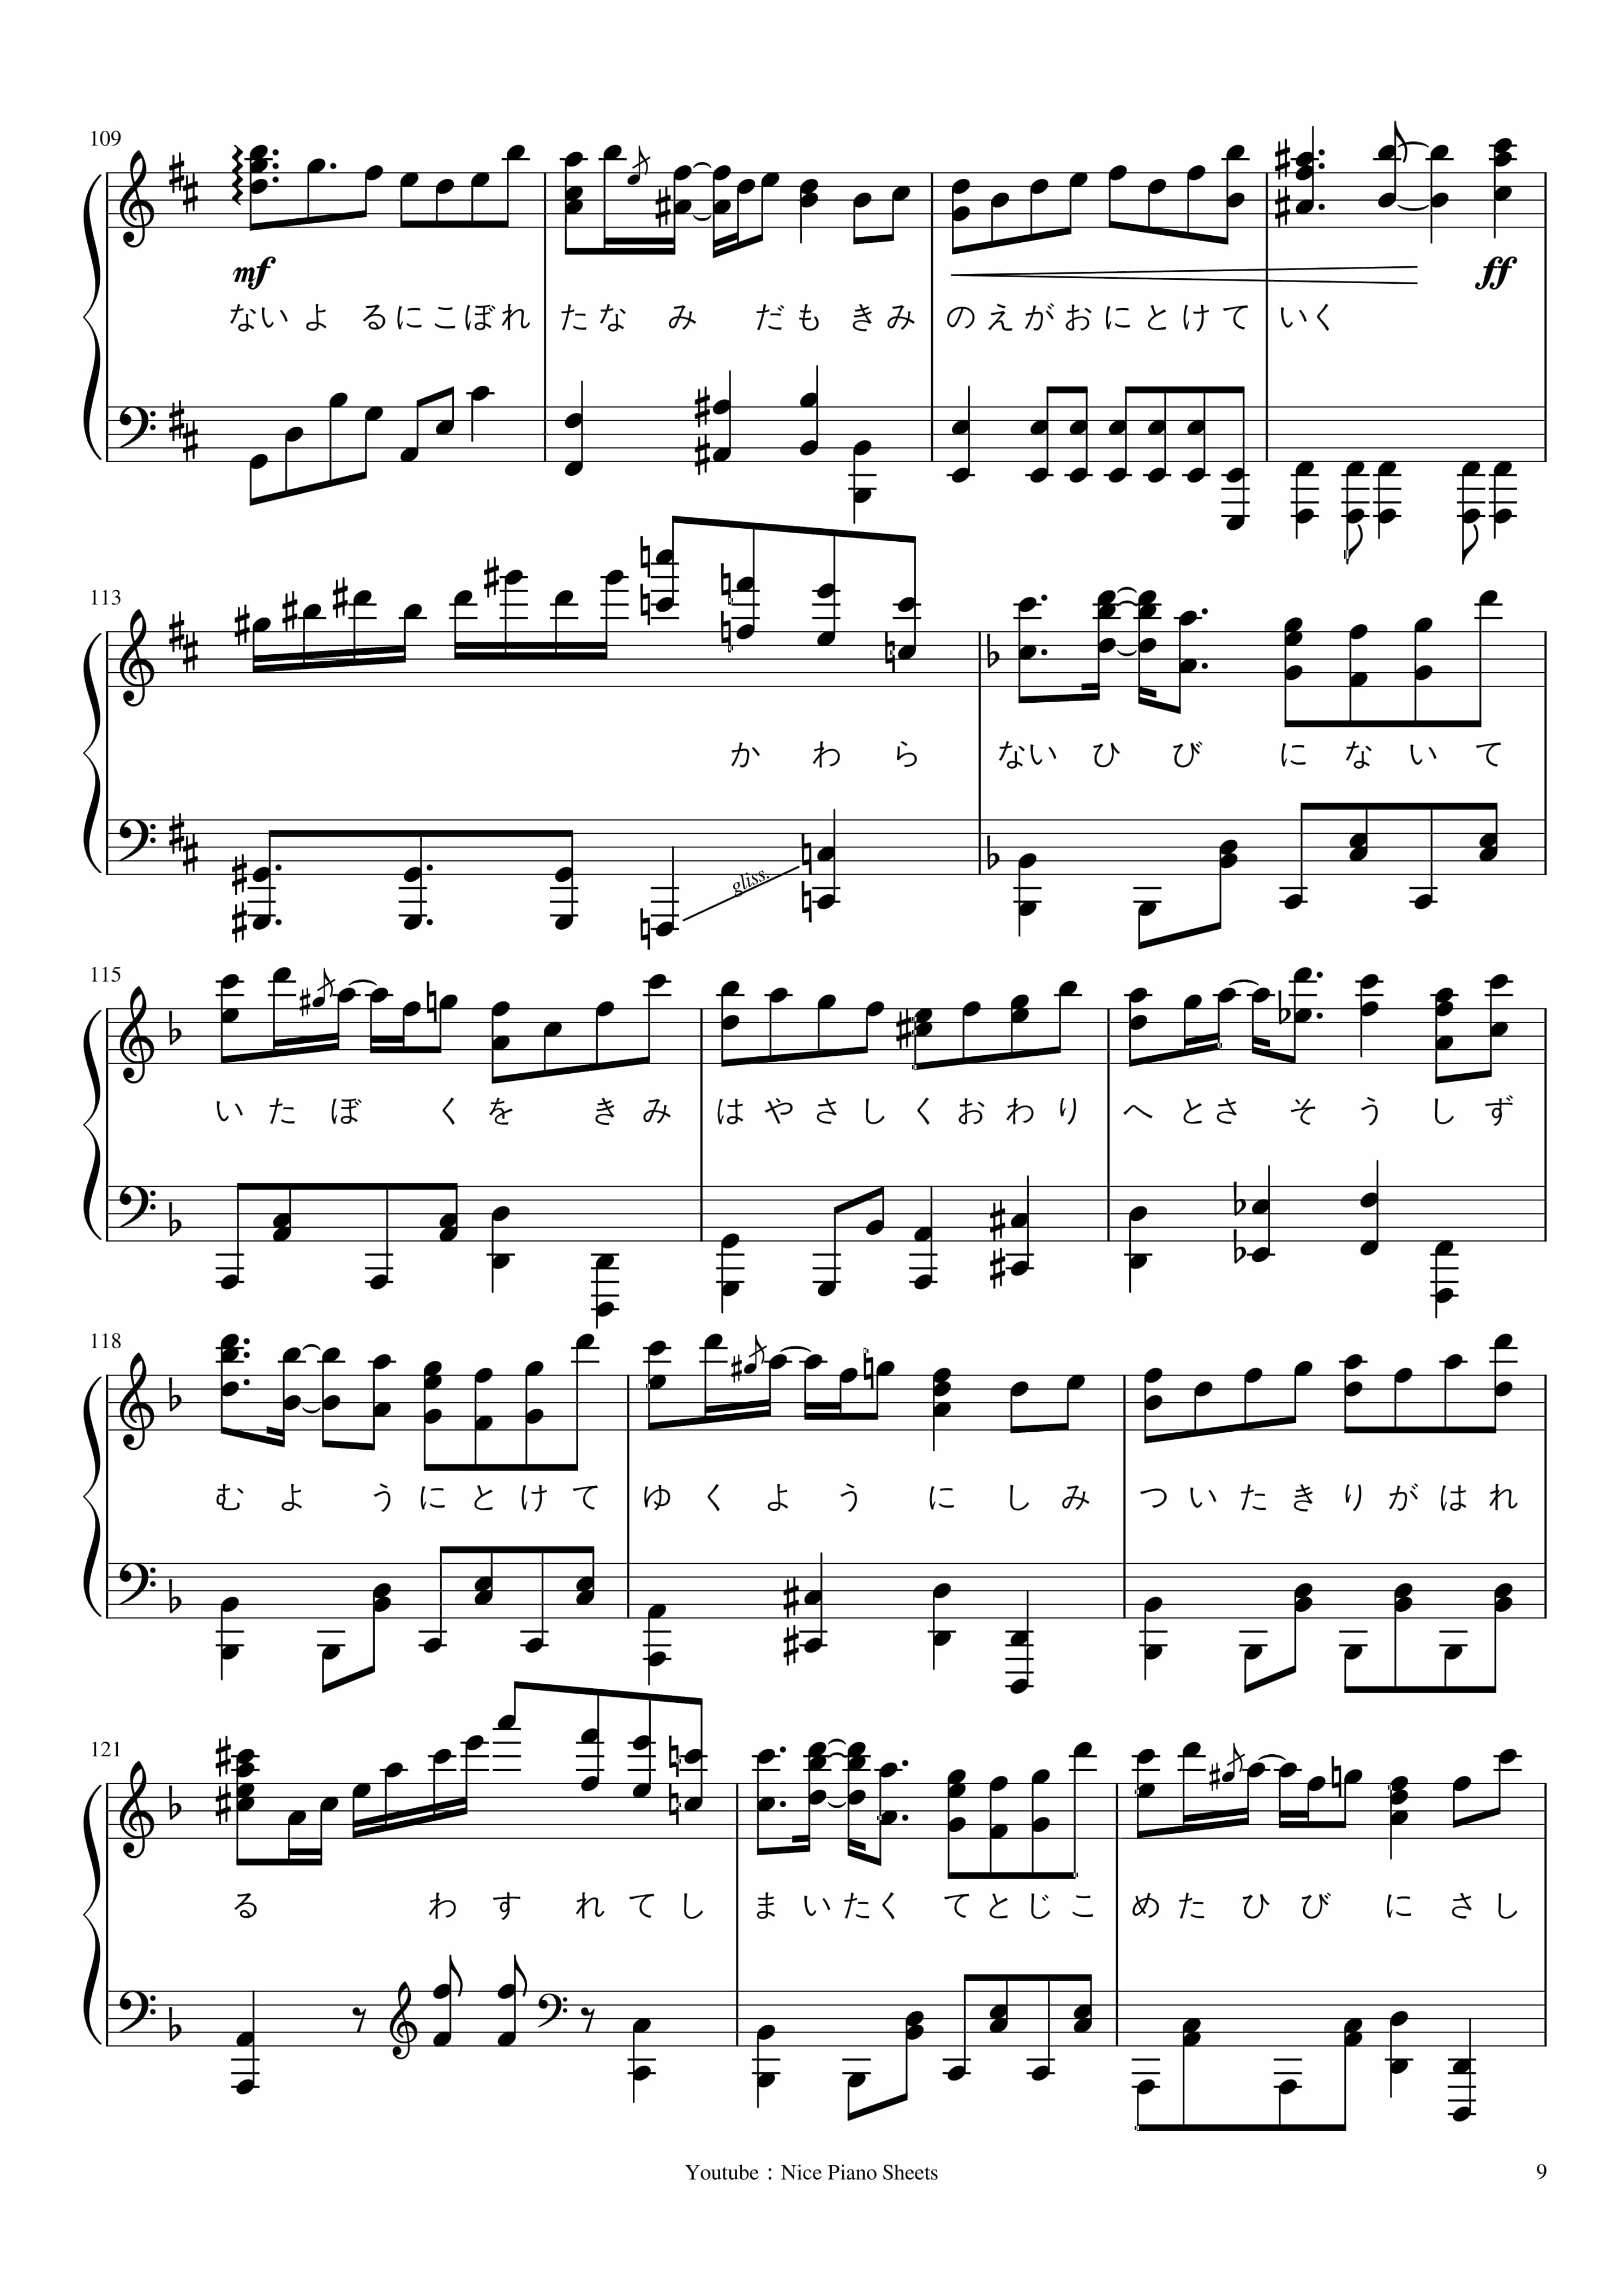 109
mf
ff
ない よ る に こ ぼ れ た な み だ も き み の え が お に と け て いく
113
か わ ら ない ひ び に な い て
gliss.
115
い た ぼ く を き み は や さ し く お わ り へ と さ そ う し ず
118
む よ う に と け て ゆ く よ う に し み つ い た き り が は れ
121
る わ す れ て し ま い た く て と じ こ め た ひ び に さ し
Youtube：Nice Piano Sheets
9